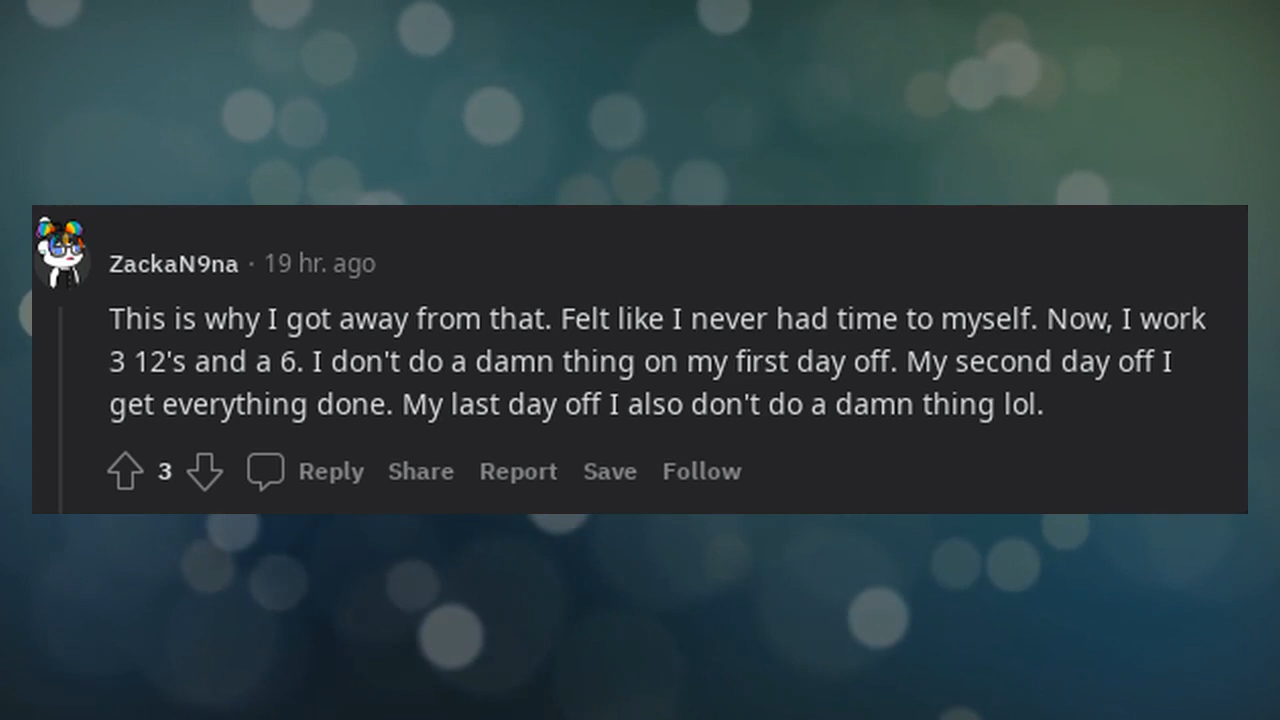 ZackaN9na · 19 hr. ago
This is why I got away from that. Felt like I never had time to myself. Now, I work
3 12's and a 6. I don't do a damn thing on my first day off. My second day off I
get everything done. My last day off I also don't do a damn thing lol.
3 Reply Share Report Save Follow